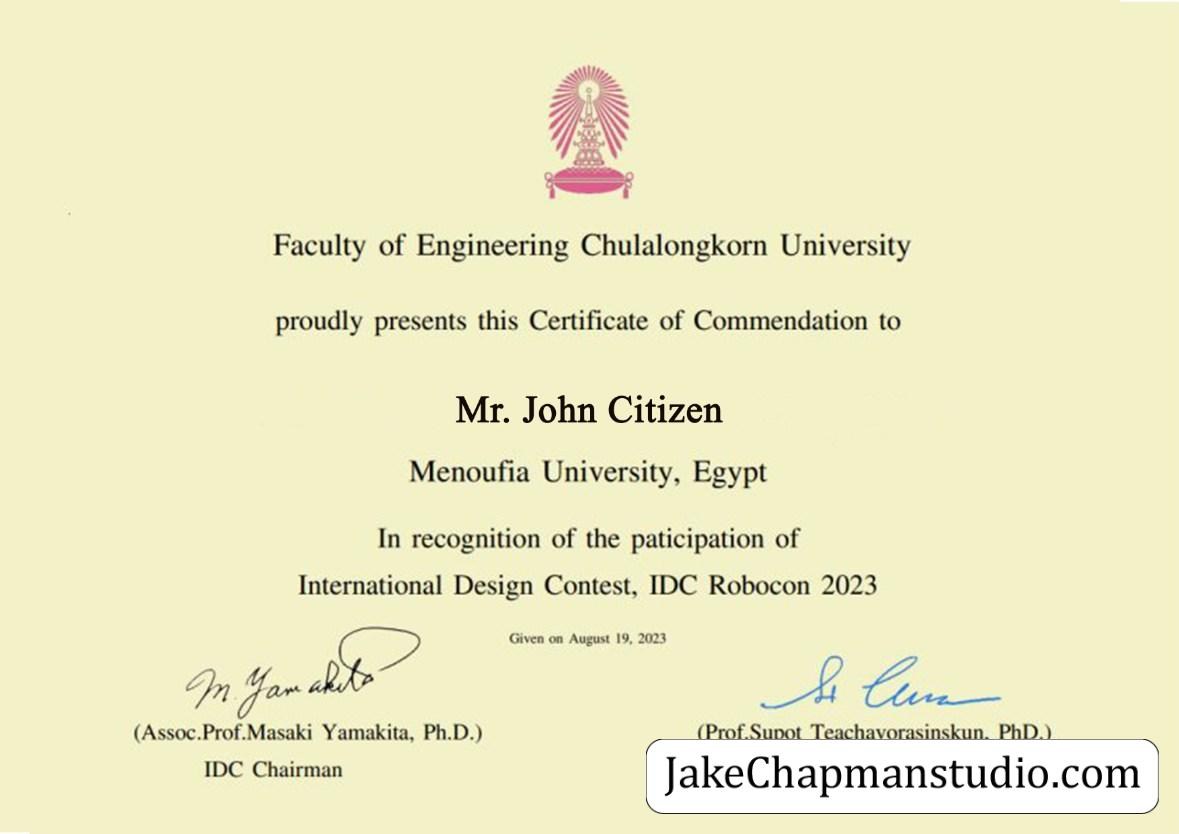 Faculty of Engineering Chulalongkorn University
proudly presents this Certificate of Commendation to
Mr. John Citizen
Menoufia University, Egypt
In recognition of the paticipation of
International Design Contest, IDC Robocon 2023
Given on August 19, 2023
M. Yamakita
(Assoc.Prof.Masaki Yamakita, Ph.D.) (Prof.Supot Teachavorasinskun, PhD.)
IDC Chairman
JakeChapmanstudio.com